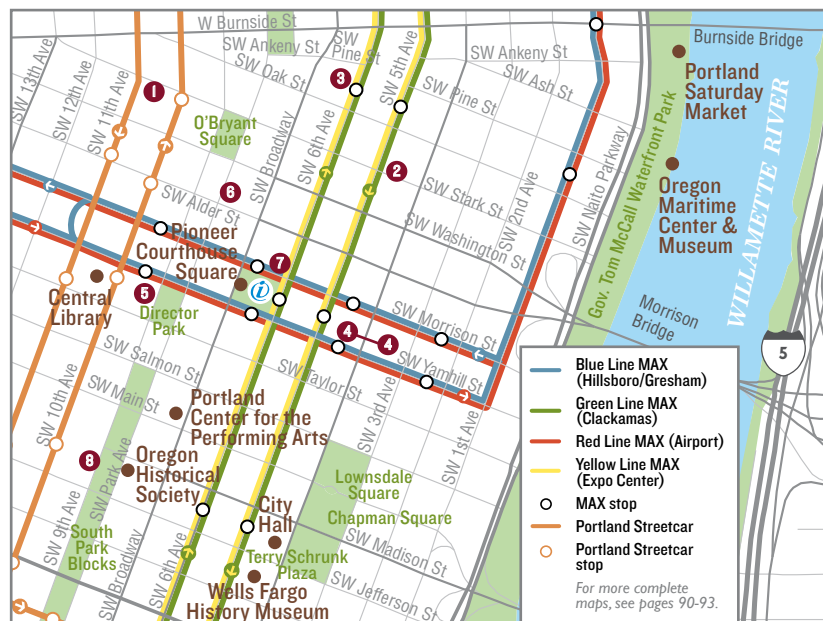 W Burnside St
Burnside Bridge
SW Ankeny St
SW
Pine St
SW Ankeny St
SW 13th Ave
SW 12th Ave
SW 11th Ave
SW Oak St
SW 5th Ave
SW Ash St
Portland
Saturday
Market
1
3
SW Pine St
O'Bryant
Square
SW Broadway
SW 6th Ave
2
SW Stark St
SW 2nd Ave
SW Naito Parkway
Gov. Tom McCall Waterfront Park
Oregon
Maritime
Center &
Museum
WILLAMETTE RIVER
6
SW Alder St
SW Washington St
Pioneer
Courthouse
Square
7
i
Central
Library
5
Director
Park
4
4
SW Morrison St
SW Yamhill St
Morrison
Bridge
5
SW Salmon St
SW Taylor St
SW Main St
SW 3rd Ave
SW 1st Ave
SW 10th Ave
Portland
Center for the
Performing Arts
8
SW Park Ave
Oregon
Historical
Society
Lownsdale
Square
Chapman Square
City
Hall
SW 9th Ave
South
Park
Blocks
SW Broadway
SW 6th Ave
Terry Schrunk
Plaza
SW Madison St
SW Jefferson St
Wells Fargo
History Museum
Blue Line MAX
(Hillsboro/Gresham)
Green Line MAX
(Clackamas)
Red Line MAX (Airport)
Yellow Line MAX
(Expo Center)
MAX stop
Portland Streetcar
Portland Streetcar
stop
For more complete
maps, see pages 90-93.